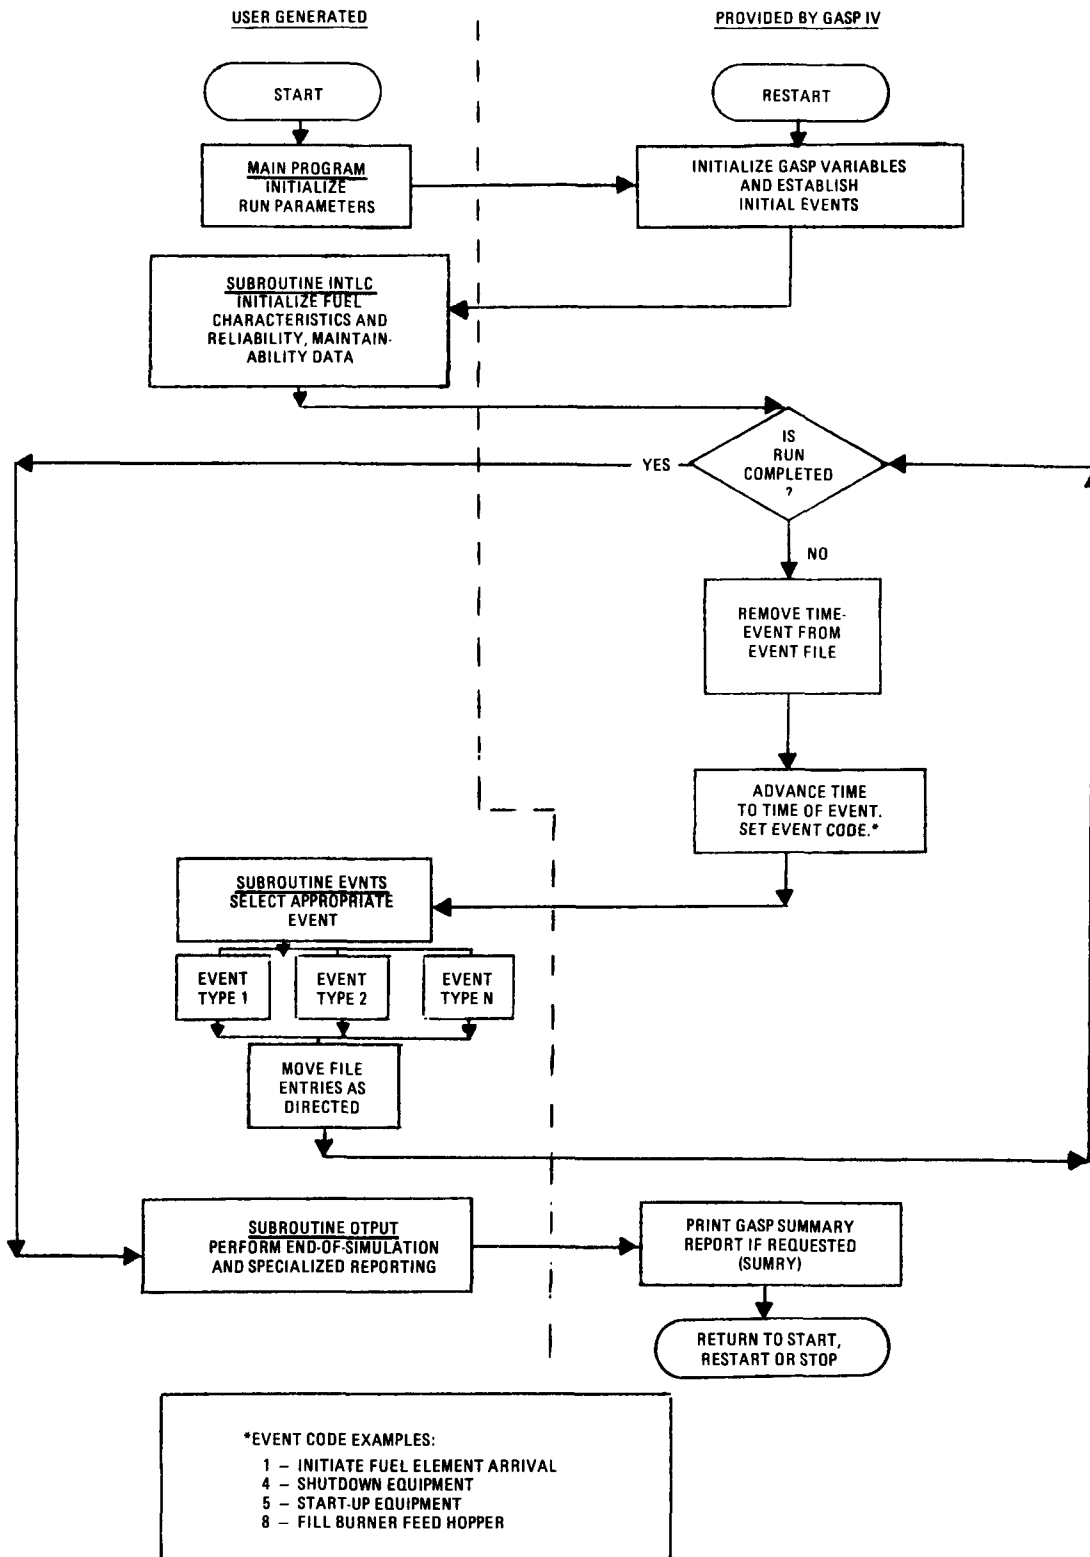 USER GENERATED
PROVIDED BY GASP IV
START
RESTART
MAIN PROGRAM
INITIALIZE
RUN PARAMETERS
INITIALIZE GASP VARIABLES
AND ESTABLISH
INITIAL EVENTS
SUBROUTINE INTLC
INITIALIZE FUEL
CHARACTERISTICS AND
RELIABILITY, MAINTAIN-
ABILITY DATA
IS
RUN
COMPLETED
?
YES
NO
REMOVE TIME-
EVENT FROM
EVENT FILE
ADVANCE TIME
TO TIME OF EVENT.
SET EVENT CODE.*
SUBROUTINE EVNTS
SELECT APPROPRIATE
EVENT
EVENT
TYPE 1
EVENT
TYPE 2
EVENT
TYPE N
MOVE FILE
ENTRIES AS
DIRECTED
SUBROUTINE OTPUT
PERFORM END-OF-SIMULATION
AND SPECIALIZED REPORTING
PRINT GASP SUMMARY
REPORT IF REQUESTED
(SUMRY)
RETURN TO START,
RESTART OR STOP
*EVENT CODE EXAMPLES:
1 – INITIATE FUEL ELEMENT ARRIVAL
4 – SHUTDOWN EQUIPMENT
5 – START-UP EQUIPMENT
8 – FILL BURNER FEED HOPPER